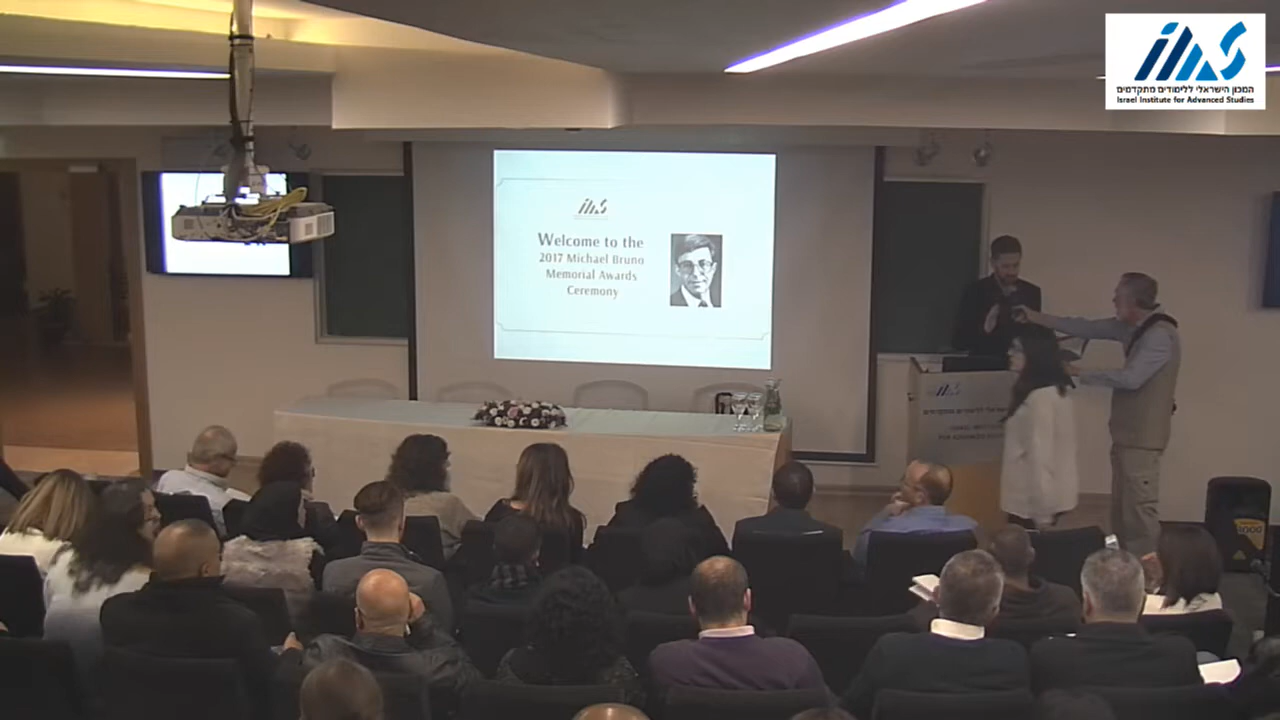 המכון הישראלי ללימודים מתקדמים
Israel Institute for Advanced Studies
Welcome to the
2017 Michael Bruno
Memorial Awards
Ceremony